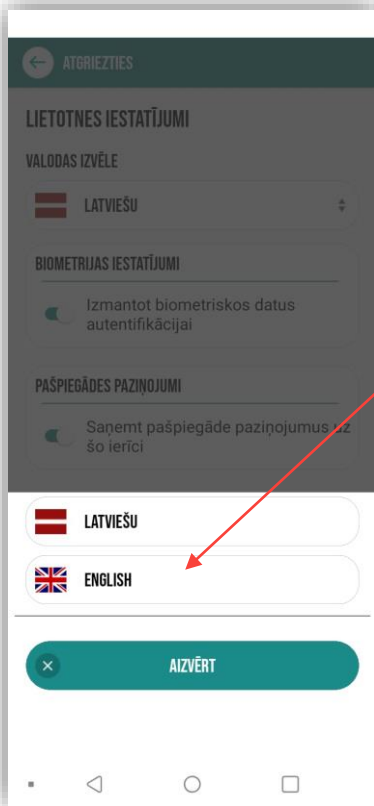 ATGRIEZTIES
LIETOTNES IESTATĪJUMI
VALODAS IZVĒLE
LATVIEŠU
BIOMETRIJAS IESTATĪJUMI
Izmantot biometriskos datus
autentifikācijai
PAŠPIEGĀDES PAZIŅOJUMI
Saņemt pašpiegāde paziņojumus uz
šo ierīci
LATVIEŠU
ENGLISH
AIZVĒRT